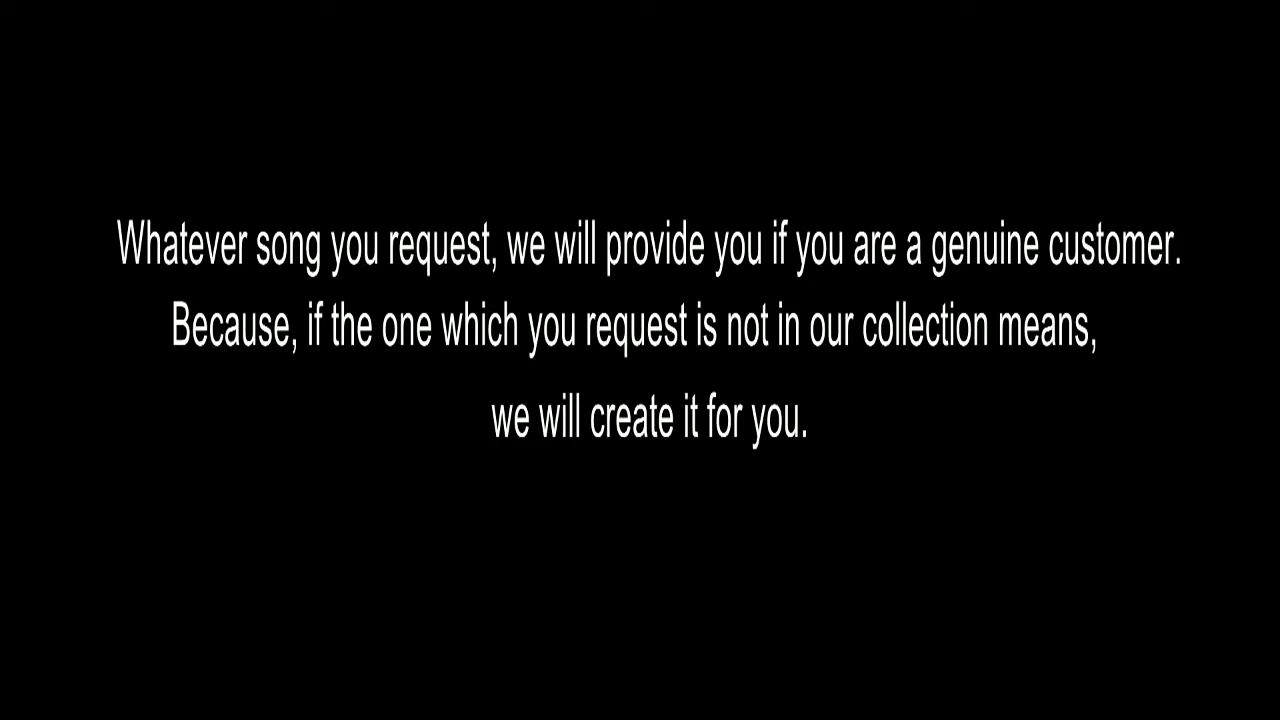 Whatever song you request, we will provide you if you are a genuine customer.
Because, if the one which you request is not in our collection means,
we will create it for you.